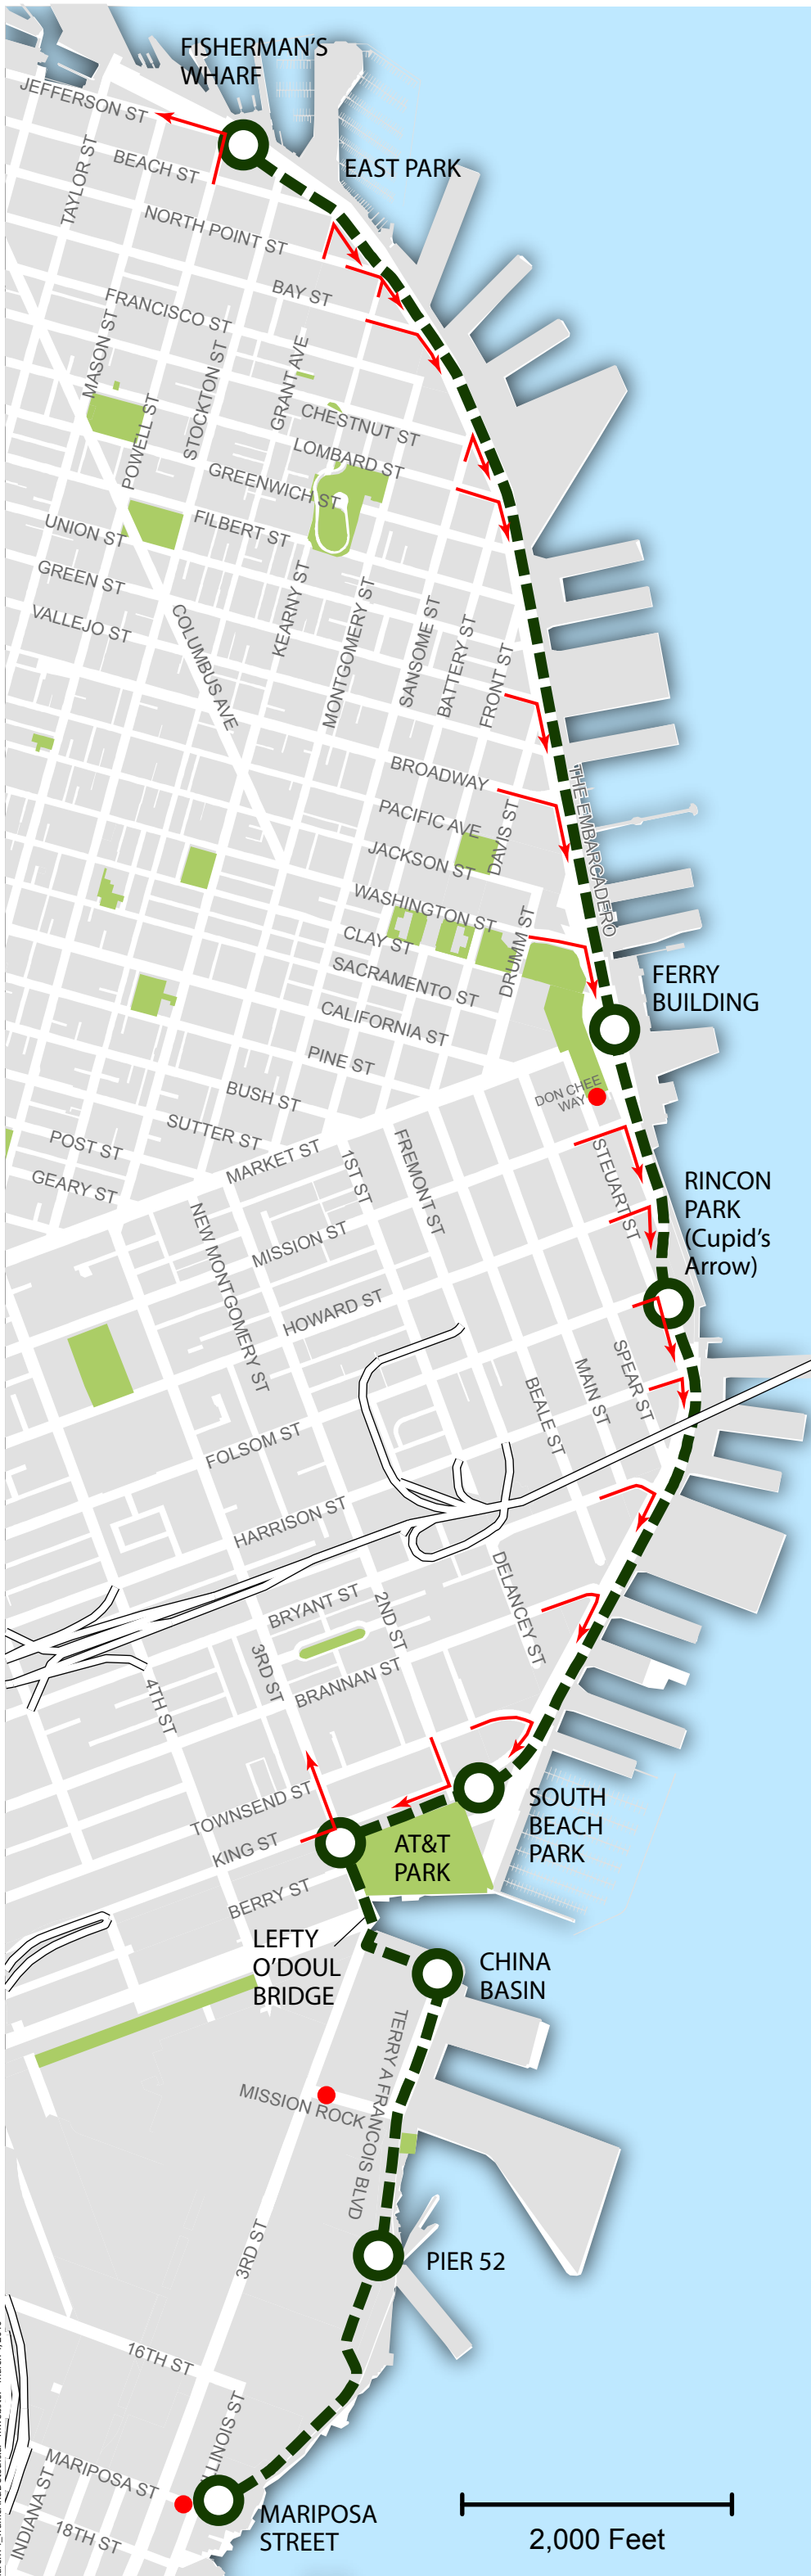 FISHERMAN'S
WHARF
JEFFERSON ST
BEACH ST
EAST PARK
TAYLOR ST
NORTH POINT ST
BAY ST
FRANCISCO ST
MASON ST
STOCKTON ST
GRANT AVE
POWELL ST
CHESTNUT ST
LOMBARD ST
GREENWICH ST
FILBERT ST
UNION ST
GREEN ST
VALLEJO ST
COLUMBUS AVE
KEARNY ST
MONTGOMERY ST
SANSOME ST
BATTERY ST
FRONT ST
BROADWAY
THE EMBARCADERO
PACIFIC AVE
DAVIS ST
JACKSON ST
WASHINGTON ST
CLAY ST
DRUMM ST
SACRAMENTO ST
FERRY
BUILDING
CALIFORNIA ST
PINE ST
BUSH ST
DON CHEE
WAY
SUTTER ST
POST ST
GEARY ST
MARKET ST
1ST ST
FREMONT ST
STEUART ST
RINCON
PARK
(Cupid's
Arrow)
NEW MONTGOMERY ST
MISSION ST
HOWARD ST
SPEAR ST
MAIN ST
BEALE ST
FOLSOM ST
HARRISON ST
BRYANT ST
DELANCEY ST
2ND ST
3RD ST
BRANNAN ST
4TH ST
TOWNSEND ST
KING ST
BERRY ST
SOUTH
BEACH
PARK
AT&T
PARK
LEFTY
O'DOUL
BRIDGE
CHINA
BASIN
TERRY A FRANCOIS BLVD
MISSION ROCK
3RD ST
PIER 52
16TH ST
ILLINOIS ST
MARIPOSA ST
INDIANA ST
18TH ST
MARIPOSA
STREET
2,000 Feet